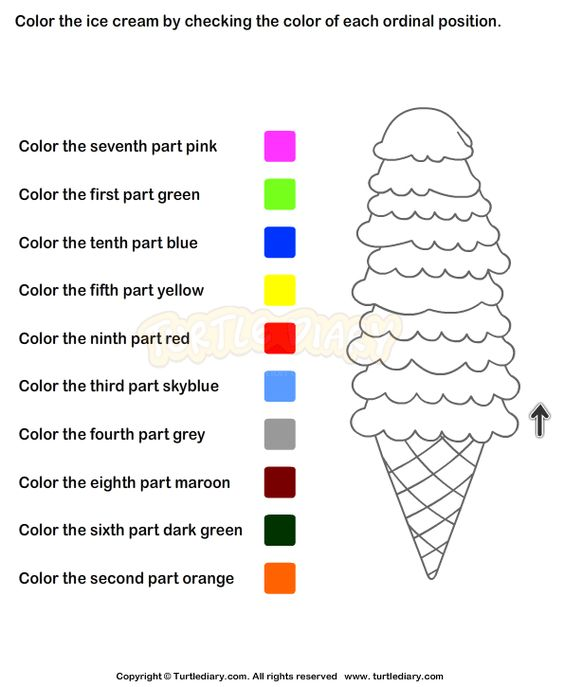 Color the ice cream by checking the color of each ordinal position.
Color the seventh part pink
Color the first part green
Color the tenth part blue
Color the fifth part yellow
TURTLE DIARY
Color the ninth part red
Color the third part skyblue
Color the fourth part grey
Color the eighth part maroon
Color the sixth part dark green
Color the second part orange
Copyright © Turtlediary.com. All rights reserved www. turtlediary.com